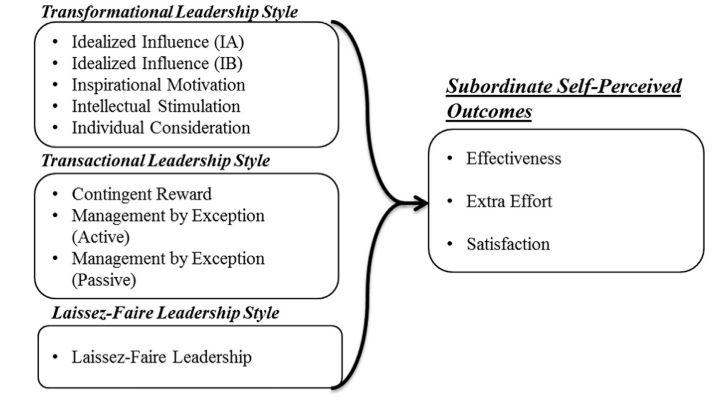 Transformational Leadership Style
• Idealized Influence (IA)
• Idealized Influence (IB)
• Inspirational Motivation
• Intellectual Stimulation
• Individual Consideration
Transactional Leadership Style
• Contingent Reward
• Management by Exception
(Active)
• Management by Exception
(Passive)
Laissez-Faire Leadership Style
• Laissez-Faire Leadership
Subordinate Self-Perceived
Outcomes
• Effectiveness
• Extra Effort
• Satisfaction